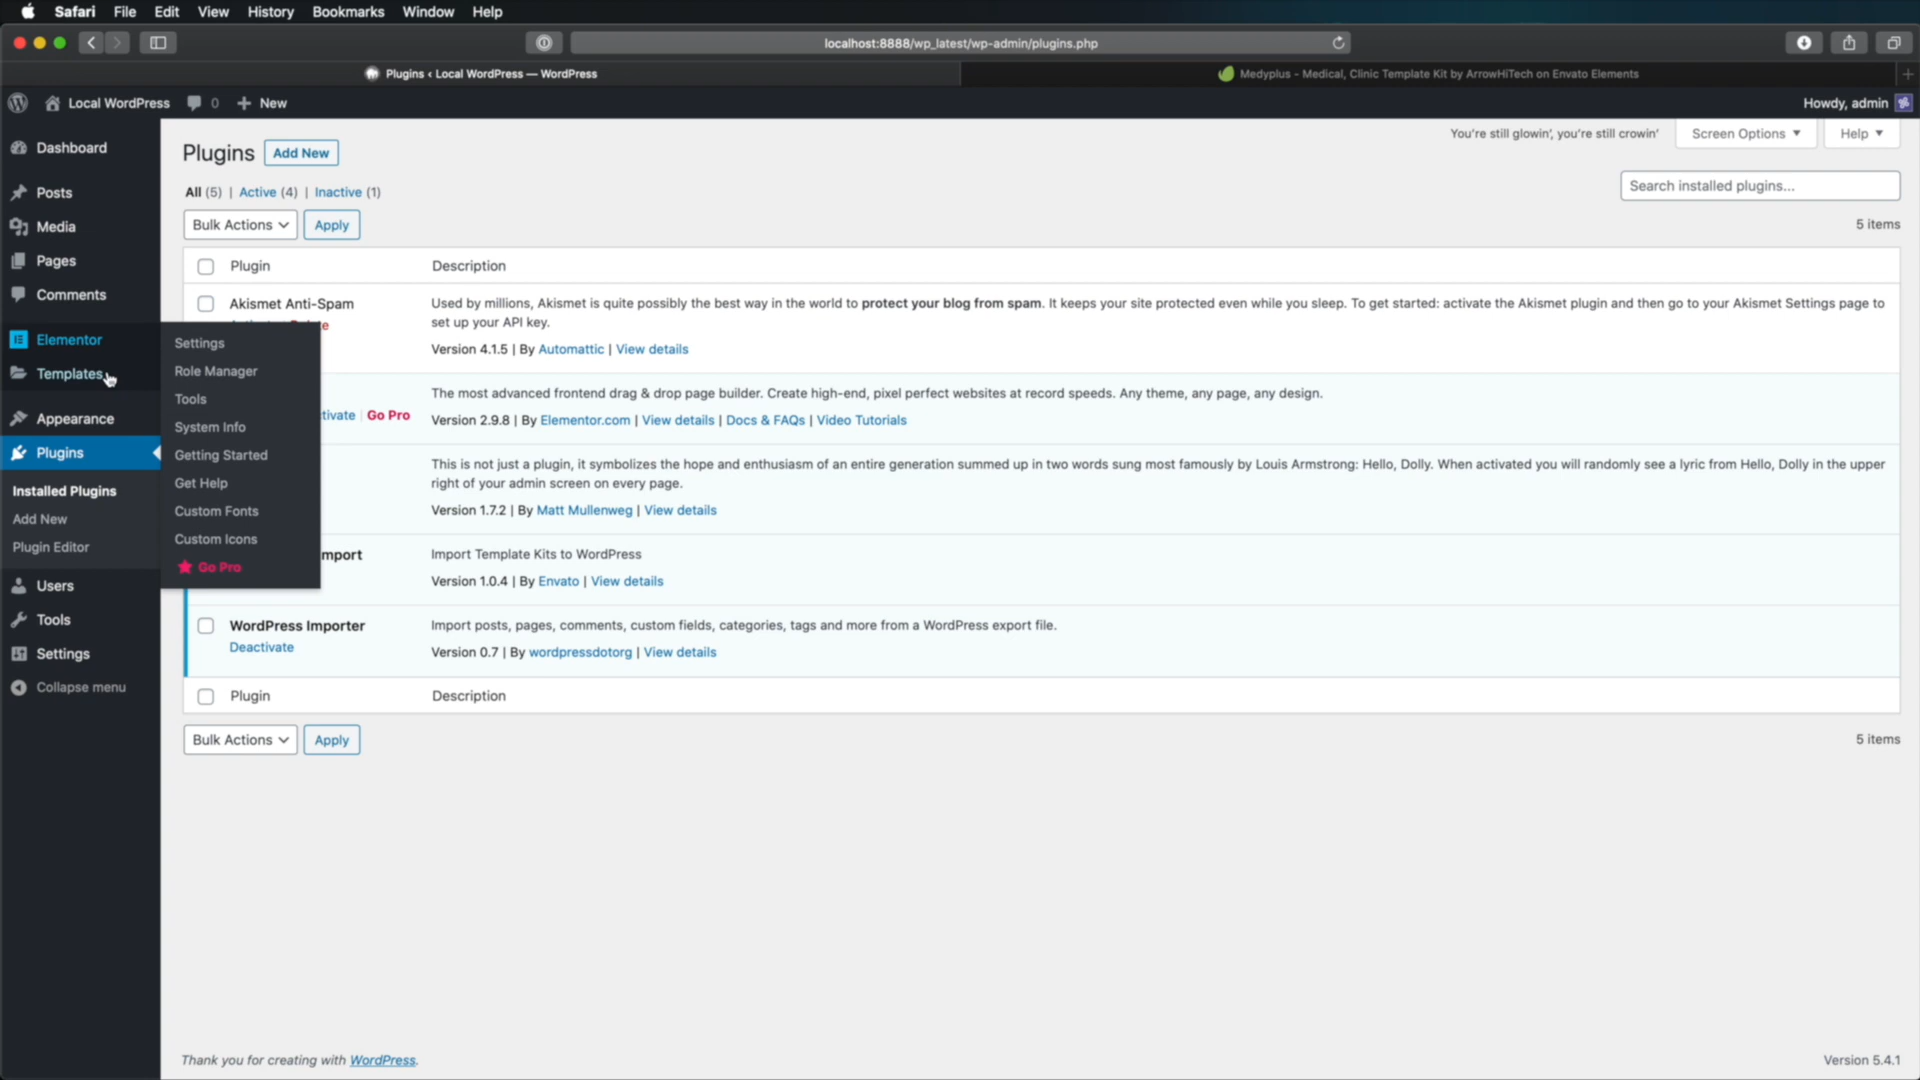 Safari File Edit View History Bookmarks Window Help
localhost:8888/wp_latest/wp-admin/plugins.php
Plugins ‹ Local WordPress — WordPress
Medyplus - Medical, Clinic Template Kit by ArrowHiTech on Envato Elements
Local WordPress 0 New
Howdy, admin
Dashboard
Posts
Media
Pages
Comments
Elementor
Templates
Appearance
Plugins
Installed Plugins
Add New
Plugin Editor
Users
Tools
Settings
Collapse menu
Settings
Role Manager
Tools
System Info
Getting Started
Get Help
Custom Fonts
Custom Icons
Go Pro
You're still glowin', you're still crowin'
Screen Options
Help
Plugins Add New
All (5) | Active (4) | Inactive (1)
Search installed plugins...
Bulk Actions Apply
5 items
Plugin Description
Akismet Anti-Spam
Used by millions, Akismet is quite possibly the best way in the world to protect your blog from spam. It keeps your site protected even while you sleep. To get started: activate the Akismet plugin and then go to your Akismet Settings page to
set up your API key.
Version 4.1.5 | By Automattic | View details
The most advanced frontend drag & drop page builder. Create high-end, pixel perfect websites at record speeds. Any theme, any page, any design.
tivate | Go Pro
Version 2.9.8 | By Elementor.com | View details | Docs & FAQs | Video Tutorials
This is not just a plugin, it symbolizes the hope and enthusiasm of an entire generation summed up in two words sung most famously by Louis Armstrong: Hello, Dolly. When activated you will randomly see a lyric from Hello, Dolly in the upper
right of your admin screen on every page.
Version 1.7.2 | By Matt Mullenweg | View details
mport
Import Template Kits to WordPress
Version 1.0.4 | By Envato | View details
WordPress Importer
Deactivate
Import posts, pages, comments, custom fields, categories, tags and more from a WordPress export file.
Version 0.7 | By wordpressdotorg | View details
Plugin Description
Bulk Actions Apply
5 items
Thank you for creating with WordPress.
Version 5.4.1